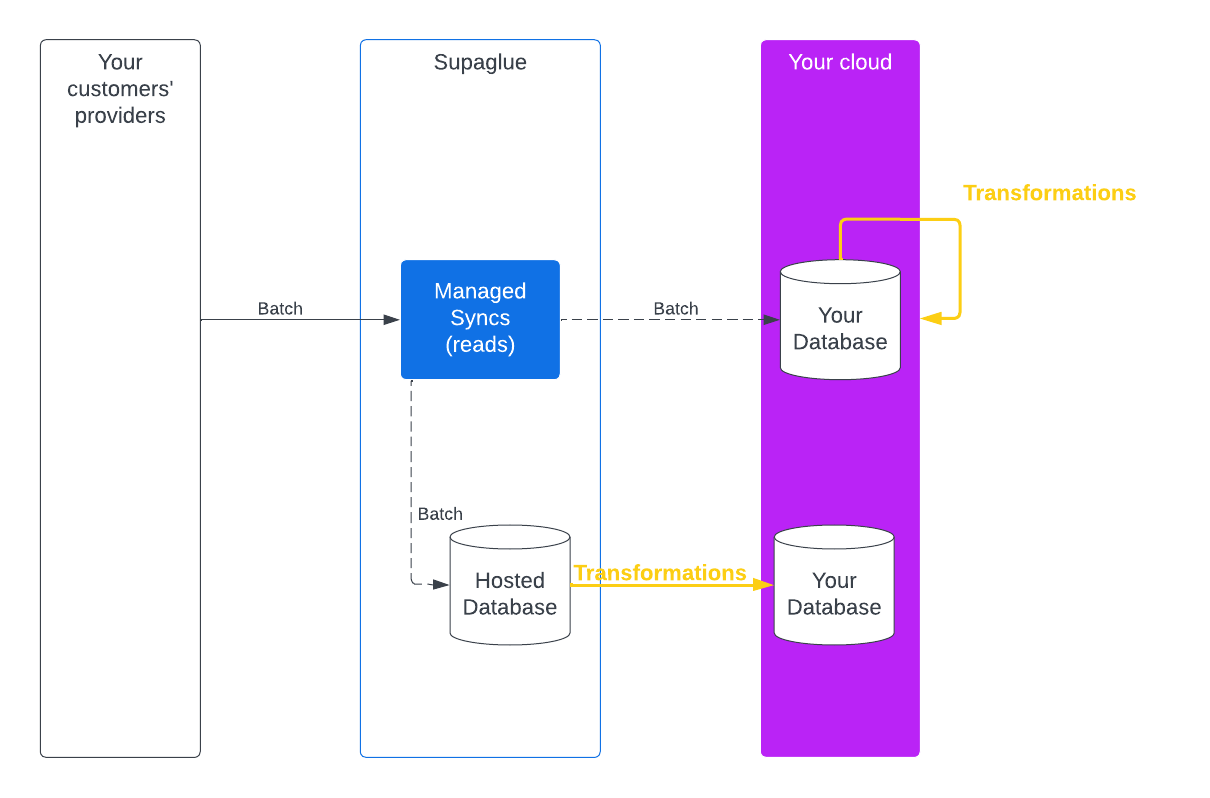 Your
customers'
providers
Supaglue
Your cloud
Transformations
Batch
Managed
Syncs
(reads)
Batch
Your
Database
Batch
Hosted
Database
Transformations
Your
Database